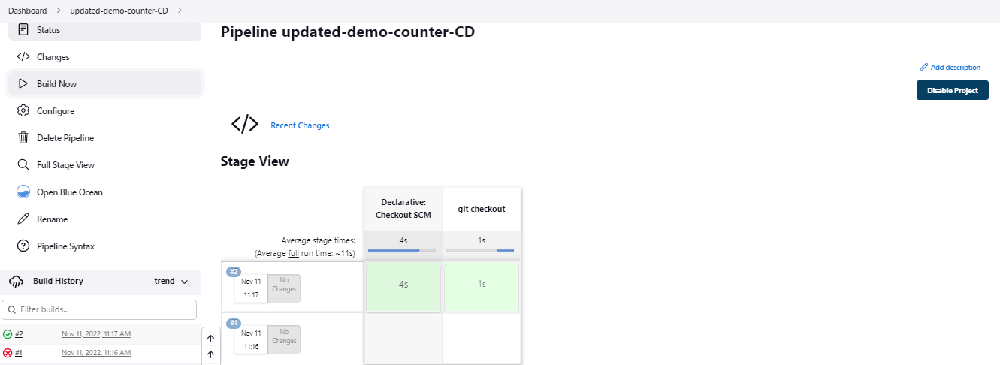 Dashboard > updated-demo-counter-CD >
Status
Changes
Build Now
Configure
Delete Pipeline
Full Stage View
Open Blue Ocean
Rename
Pipeline Syntax
Build History trend
Filter builds...
#2 Nov 11, 2022, 11:17 AM
#1 Nov 11, 2022, 11:16 AM
Pipeline updated-demo-counter-CD
Add description
Disable Project
Recent Changes
Stage View
Declarative:
Checkout SCM
git checkout
Average stage times:
(Average full run time: ~11s)
4s
1s
#2
Nov 11
11:17
No
Changes
4s
1s
#1
Nov 11
11:16
No
Changes